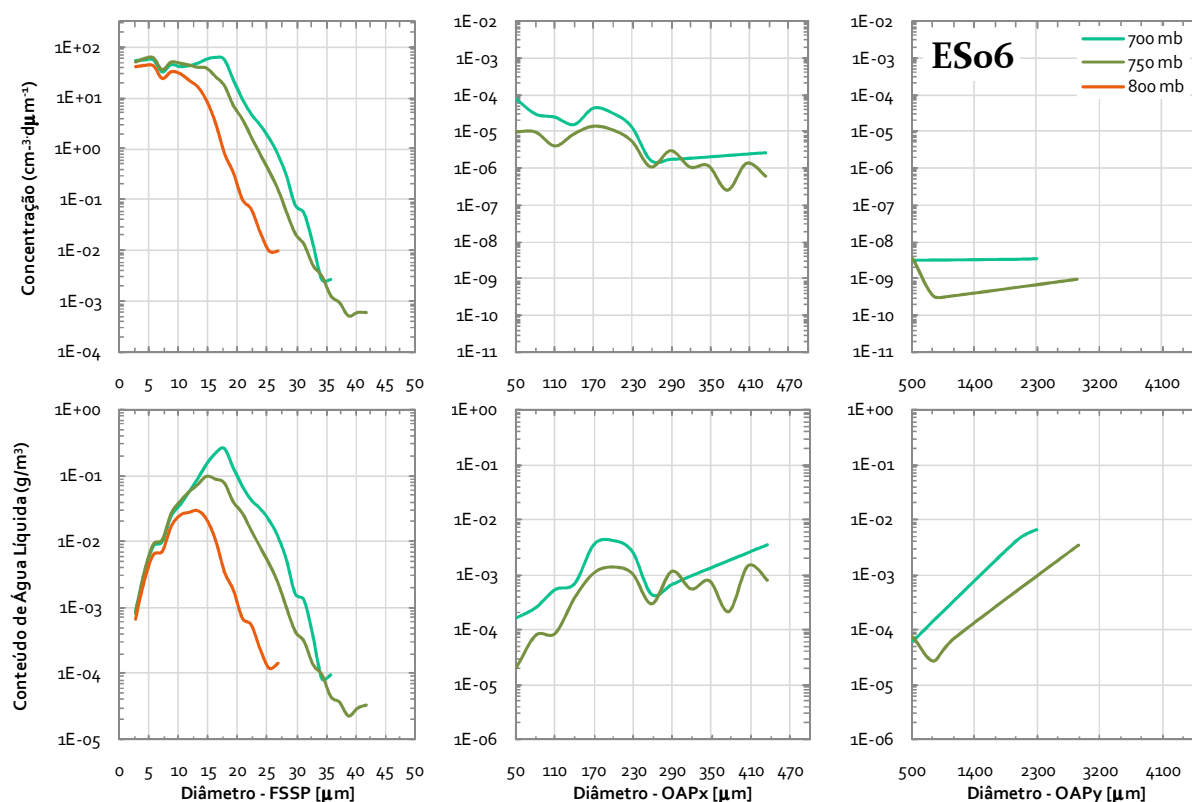 ES06
700 mb
750 mb
800 mb
Concentração (cm⁻³·dµm⁻¹)
1E+02
1E+01
1E+00
1E-01
1E-02
1E-03
1E-04
0 5 10 15 20 25 30 35 40 45 50
1E-02
1E-03
1E-04
1E-05
1E-06
1E-07
1E-08
1E-09
1E-10
1E-11
50 110 170 230 290 350 410 470
1E-02
1E-03
1E-04
1E-05
1E-06
1E-07
1E-08
1E-09
1E-10
1E-11
500 1400 2300 3200 4100
Conteúdo de Água Líquida (g/m³)
1E+00
1E-01
1E-02
1E-03
1E-04
1E-05
0 5 10 15 20 25 30 35 40 45 50
Diâmetro - FSSP [µm]
1E+00
1E-01
1E-02
1E-03
1E-04
1E-05
1E-06
50 110 170 230 290 350 410 470
Diâmetro - OAPx [µm]
1E+00
1E-01
1E-02
1E-03
1E-04
1E-05
1E-06
500 1400 2300 3200 4100
Diâmetro - OAPy [µm]